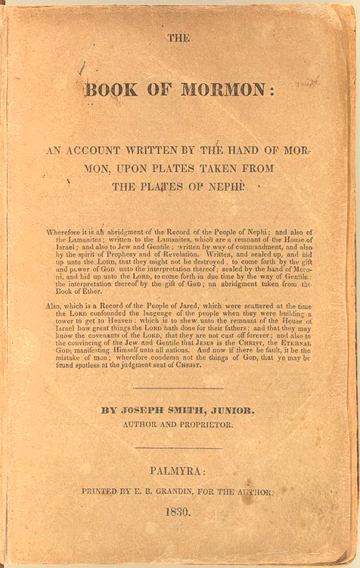 THE
BOOK OF MORMON:
AN ACCOUNT WRITTEN BY THE HAND OF MOR-
MON, UPON PLATES TAKEN FROM
THE PLATES OF NEPHI.
Wherefore it is an abridgment of the Record of the People of Nephi; and also of
the Lamanites; written to the Lamanites, which are a remnant of the House of
Israel; and also to Jew and Gentile; written by way of commandment, and also
by the spirit of Prophesy and of Revelation. Written, and sealed up, and hid
up unto the LORD, that they might not be destroyed; to come forth by the gift
and power of GOD, unto the interpretation thereof; sealed by the hand of Moro-
ni, and hid up unto the LORD, to come forth in due time by the way of Gentile;
the interpretation thereof by the gift of GOD; an abridgment taken from the
Book of Ether.
Also, which is a Record of the People of Jared, which were scattered at the time
the LORD confounded the language of the people when they were building a
tower to get to Heaven: which is to shew unto the remnant of the House of
Israel how great things the LORD hath done for their fathers; and that they may
know the covenants of the LORD, that they are not cast off forever; and also to
the convincing of the Jew and Gentile that JESUS is the CHRIST, the ETERNAL
GOD, manifesting Himself unto all nations. And now if there be fault, it be the
mistake of men; wherefore condemn not the things of GOD, that ye may be
found spotless at the judgment seat of CHRIST.
BY JOSEPH SMITH, JUNIOR,
AUTHOR AND PROPRIETOR.
PALMYRA:
PRINTED BY E. B. GRANDIN, FOR THE AUTHOR.
1830.